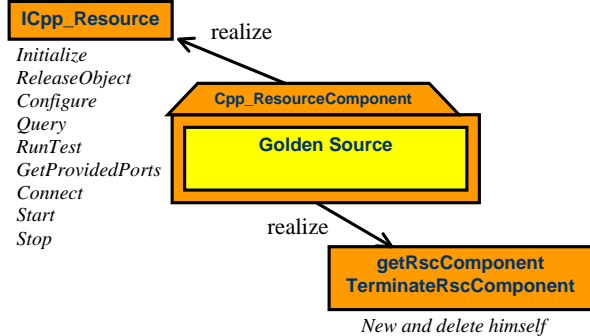 ICpp_Resource
realize
Initialize
ReleaseObject
Configure
Query
RunTest
GetProvidedPorts
Connect
Start
Stop
Cpp_ResourceComponent
Golden Source
realize
getRscComponent
TerminateRscComponent
New and delete himself